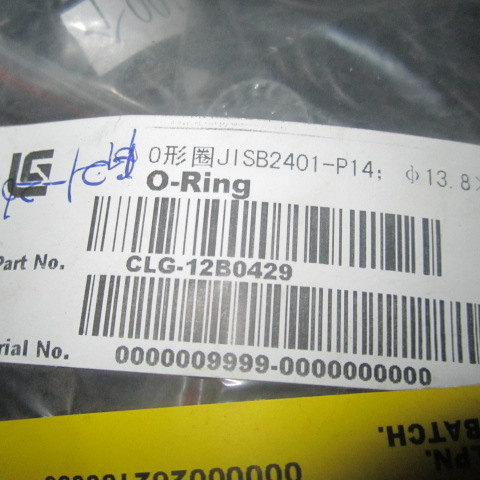 O形圈JISB2401-P14; φ13.8×
O-Ring
Part No. CLG-12B0429
rial No. 0000009999-0000000000
LPN.
BATCH.